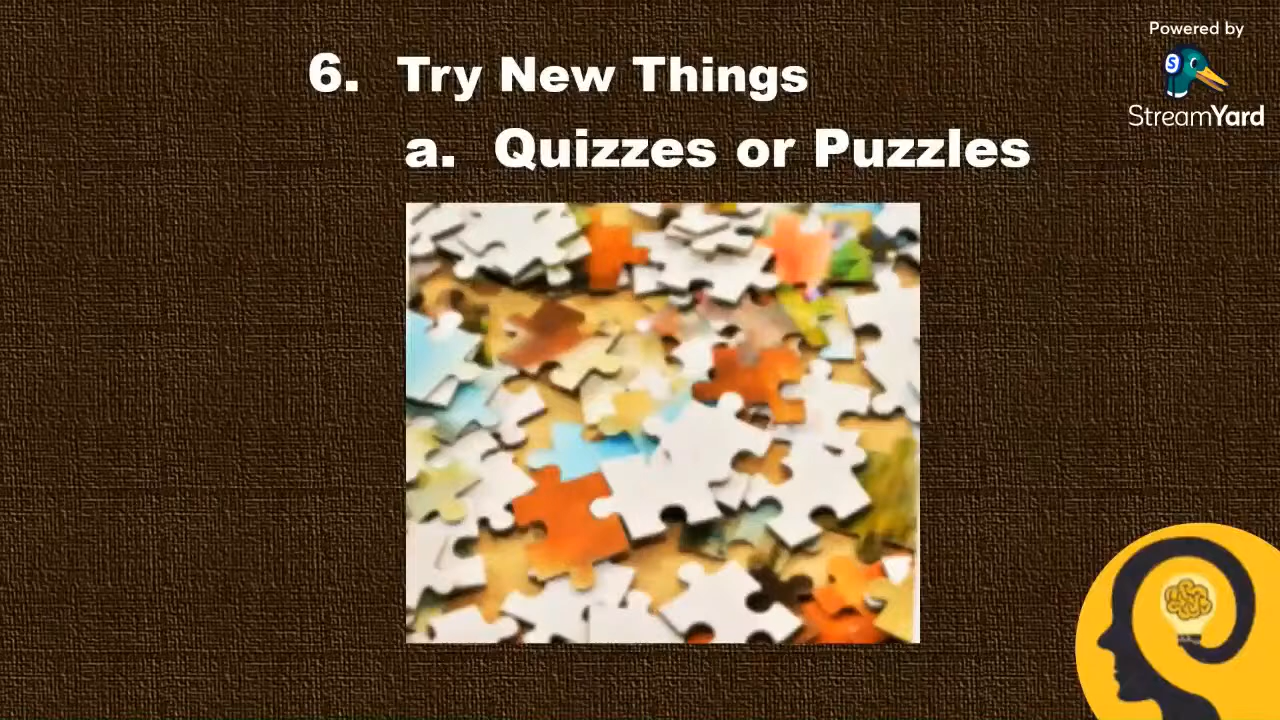 Powered by
StreamYard
6. Try New Things
a. Quizzes or Puzzles
S